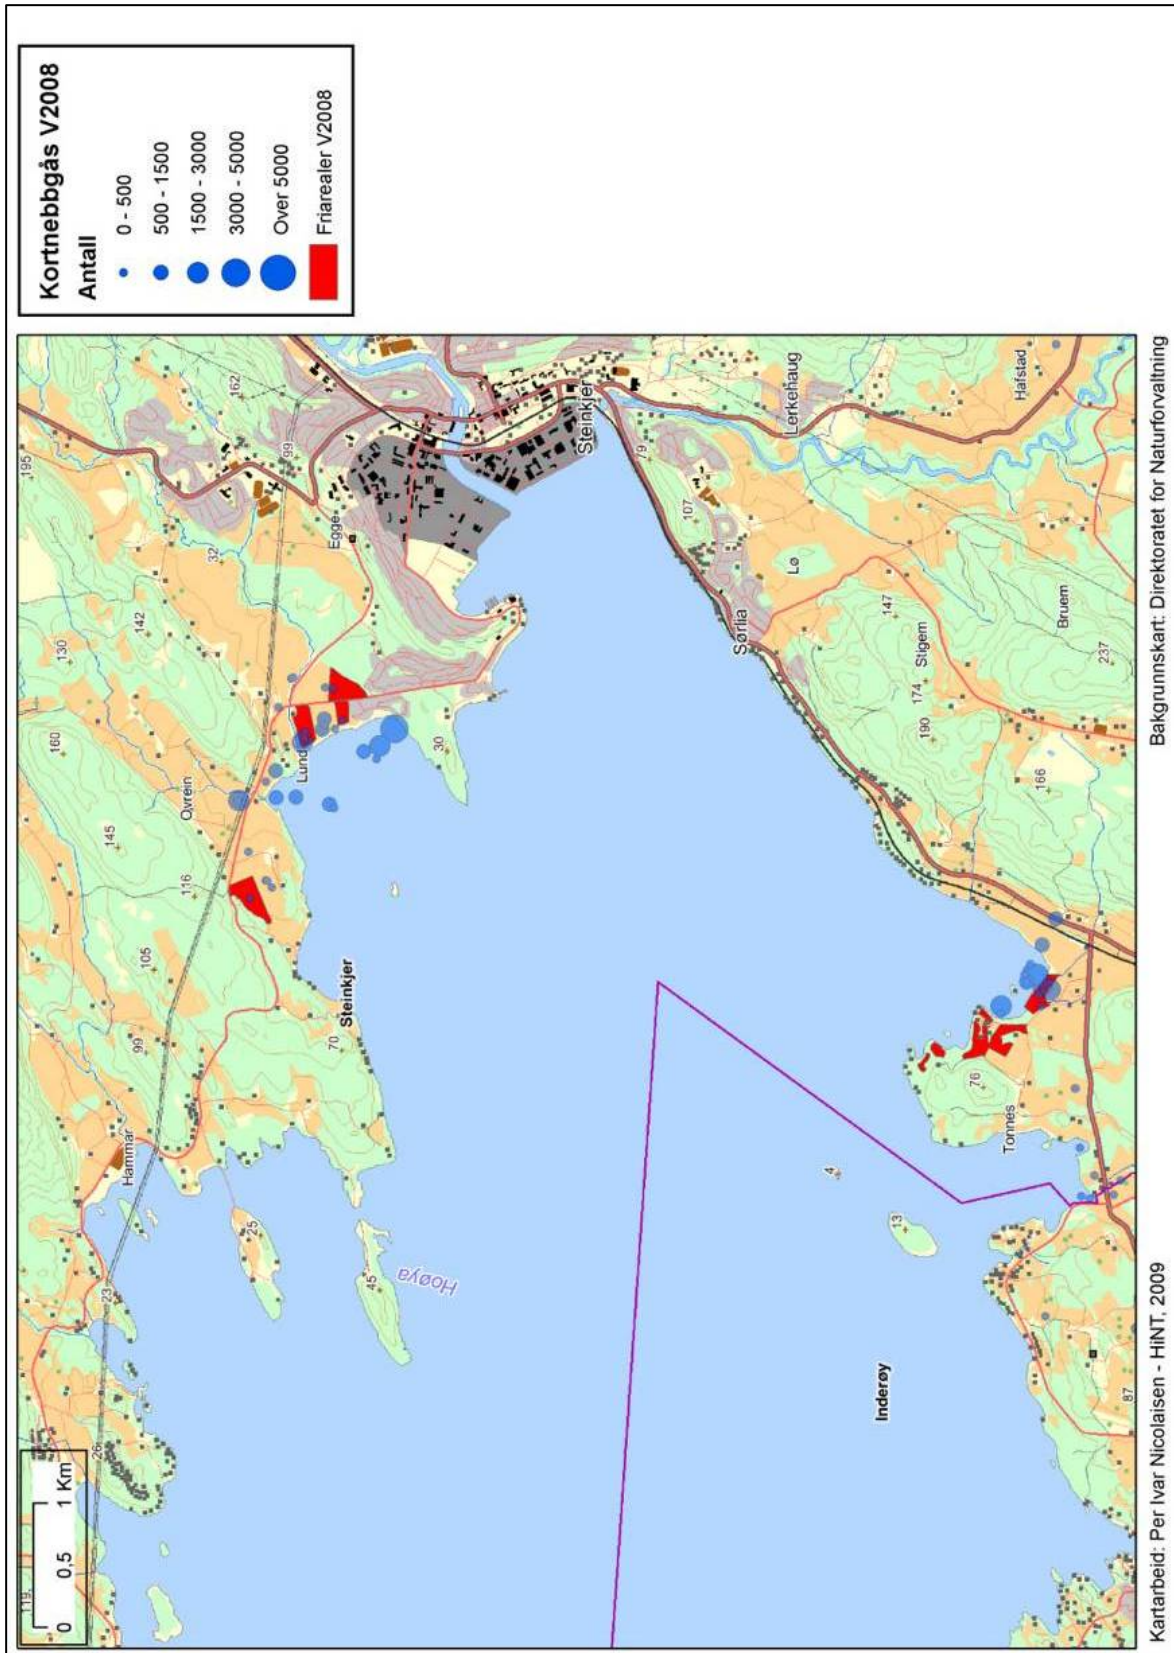 Kortnebbgås V2008
Antall
0 - 500
500 - 1500
1500 - 3000
3000 - 5000
Over 5000
Friarealer V2008
119
0 0,5 1 Km
26
23
Hammar
99
105
116
145
160
130
142
195
162
99
32
Egge
Lund
30
70
25
45
Hoøya
Steinkjer
Steinkjer
79
107
Lø
Sørlia
147
Stigem
174
190
166
Bruem
237
Lerkehaug
Hafstad
76
Tonnes
4
13
Inderøy
87
Kartarbeid: Per Ivar Nicolaisen - HiNT, 2009
Bakgrunnskart: Direktoratet for Naturforvaltning